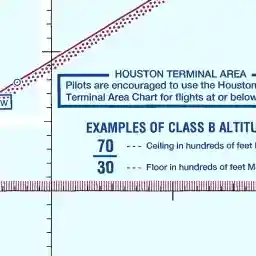 HOUSTON TERMINAL AREA
Pilots are encouraged to use the Houston
Terminal Area Chart for flights at or below
W
EXAMPLES OF CLASS B ALTITU
70 --- Ceiling in hundreds of feet
30 --- Floor in hundreds of feet M